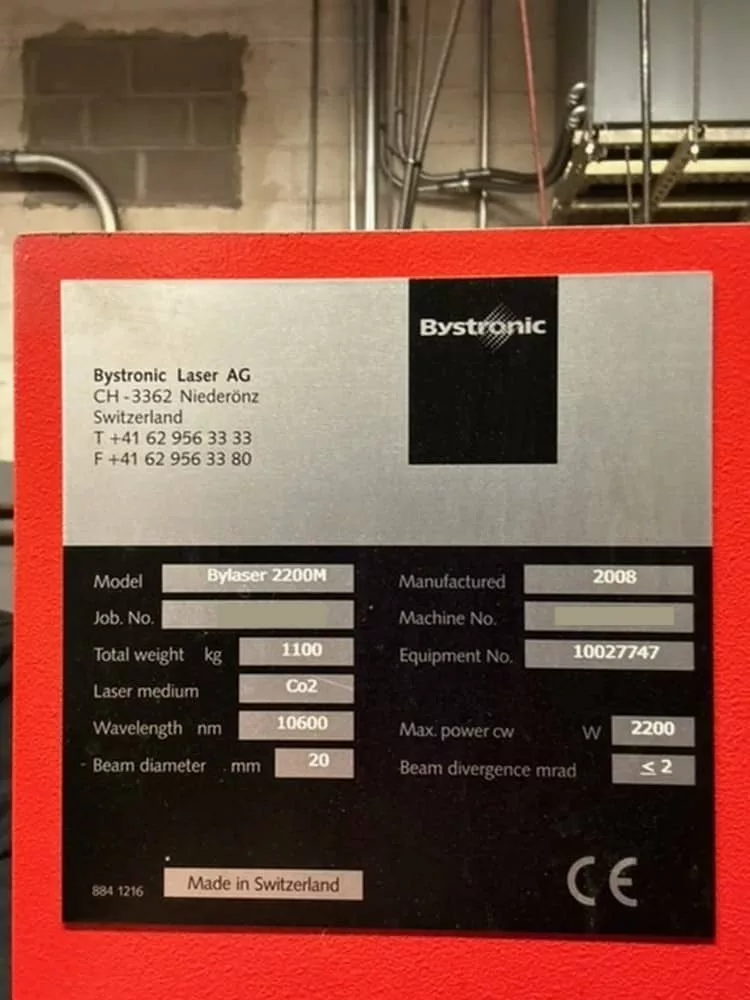 Bystronic
Bystronic Laser AG
CH-3362 Niederönz
Switzerland
T +41 62 956 33 33
F +41 62 956 33 80
Model Bylaser 2200M
Manufactured 2008
Job. No.
Machine No.
Total weight kg 1100
Equipment No. 10027747
Laser medium Co2
Wavelength nm 10600
Max. power cw W 2200
Beam diameter mm 20
Beam divergence mrad ≤ 2
884 1216
Made in Switzerland
CE